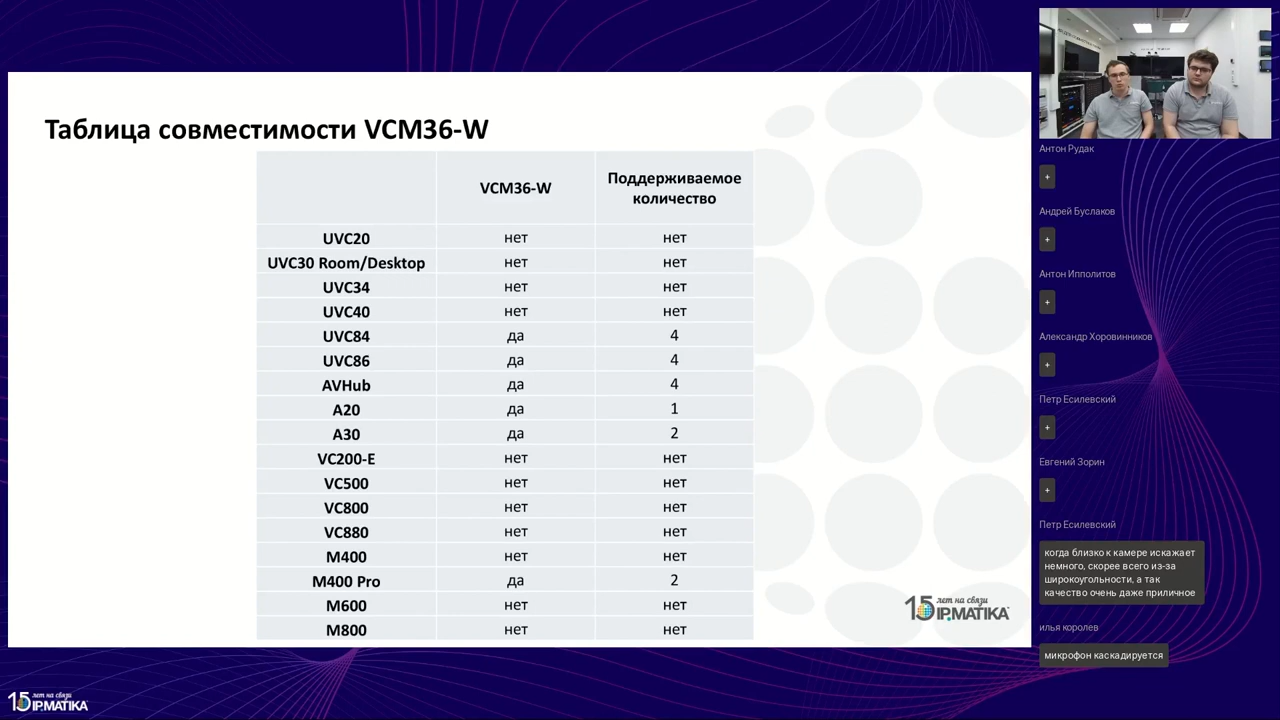 Таблица совместимости VCM36-W
VCM36-W
Поддерживаемое
количество
UVC20 нет нет
UVC30 Room/Desktop нет нет
UVC34 нет нет
UVC40 нет нет
UVC84 да 4
UVC86 да 4
AVHub да 4
A20 да 1
A30 да 2
VC200-E нет нет
VC500 нет нет
VC800 нет нет
VC880 нет нет
M400 нет нет
M400 Pro да 2
M600 нет нет
M800 нет нет
15 лет на связи
IPMATIKA
Антон Рудак
+
Андрей Буслаков
+
Антон Ипполитов
+
Александр Хоровинников
+
Петр Есилевский
+
Евгений Зорин
+
Петр Есилевский
когда близко к камере искажает
немного, скорее всего из-за
широкоугольности, а так
качество очень даже приличное
илья королев
микрофон каскадируется
15 лет на связи
IPMATIKA